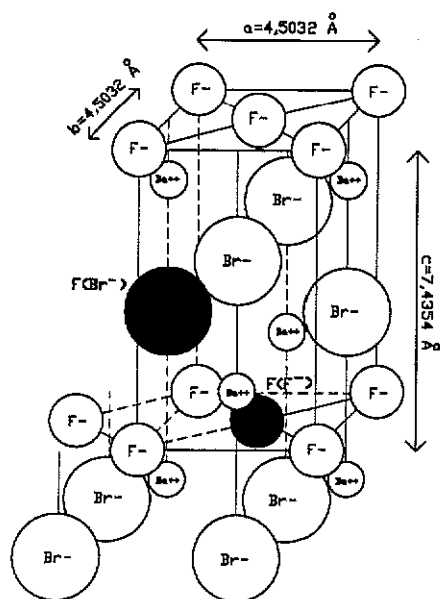 a=4,5032 Å
b=4,5032 Å
F-
F-
F-
F-
F-
Ba++
Ba++
Br-
Br-
F(Br-)
Br-
Ba++
c=7,4354 Å
F-
Ba++
F(F-)
F-
F-
F-
F-
Ba++
Ba++
Br-
Br-
Br-
Br-